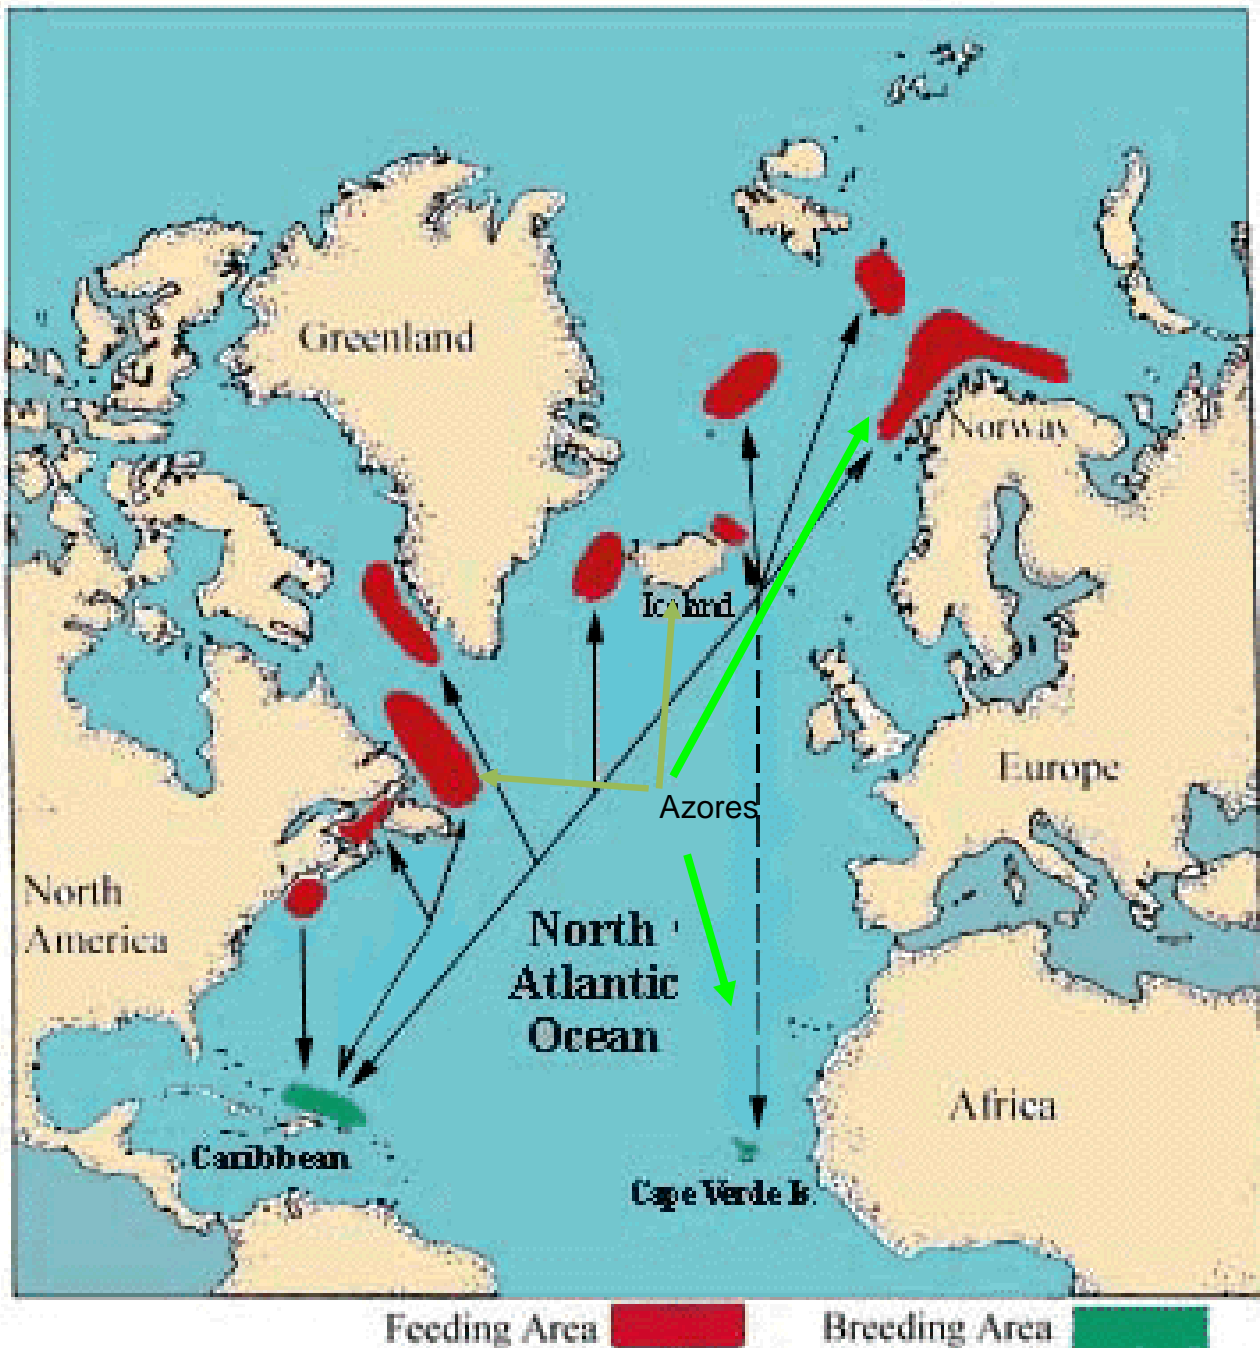 Greenland
Norway
Iceland
Azores
Europe
North
America
North
Atlantic
Ocean
Africa
Caribbean
Cape Verde Is.
Feeding Area
Breeding Area